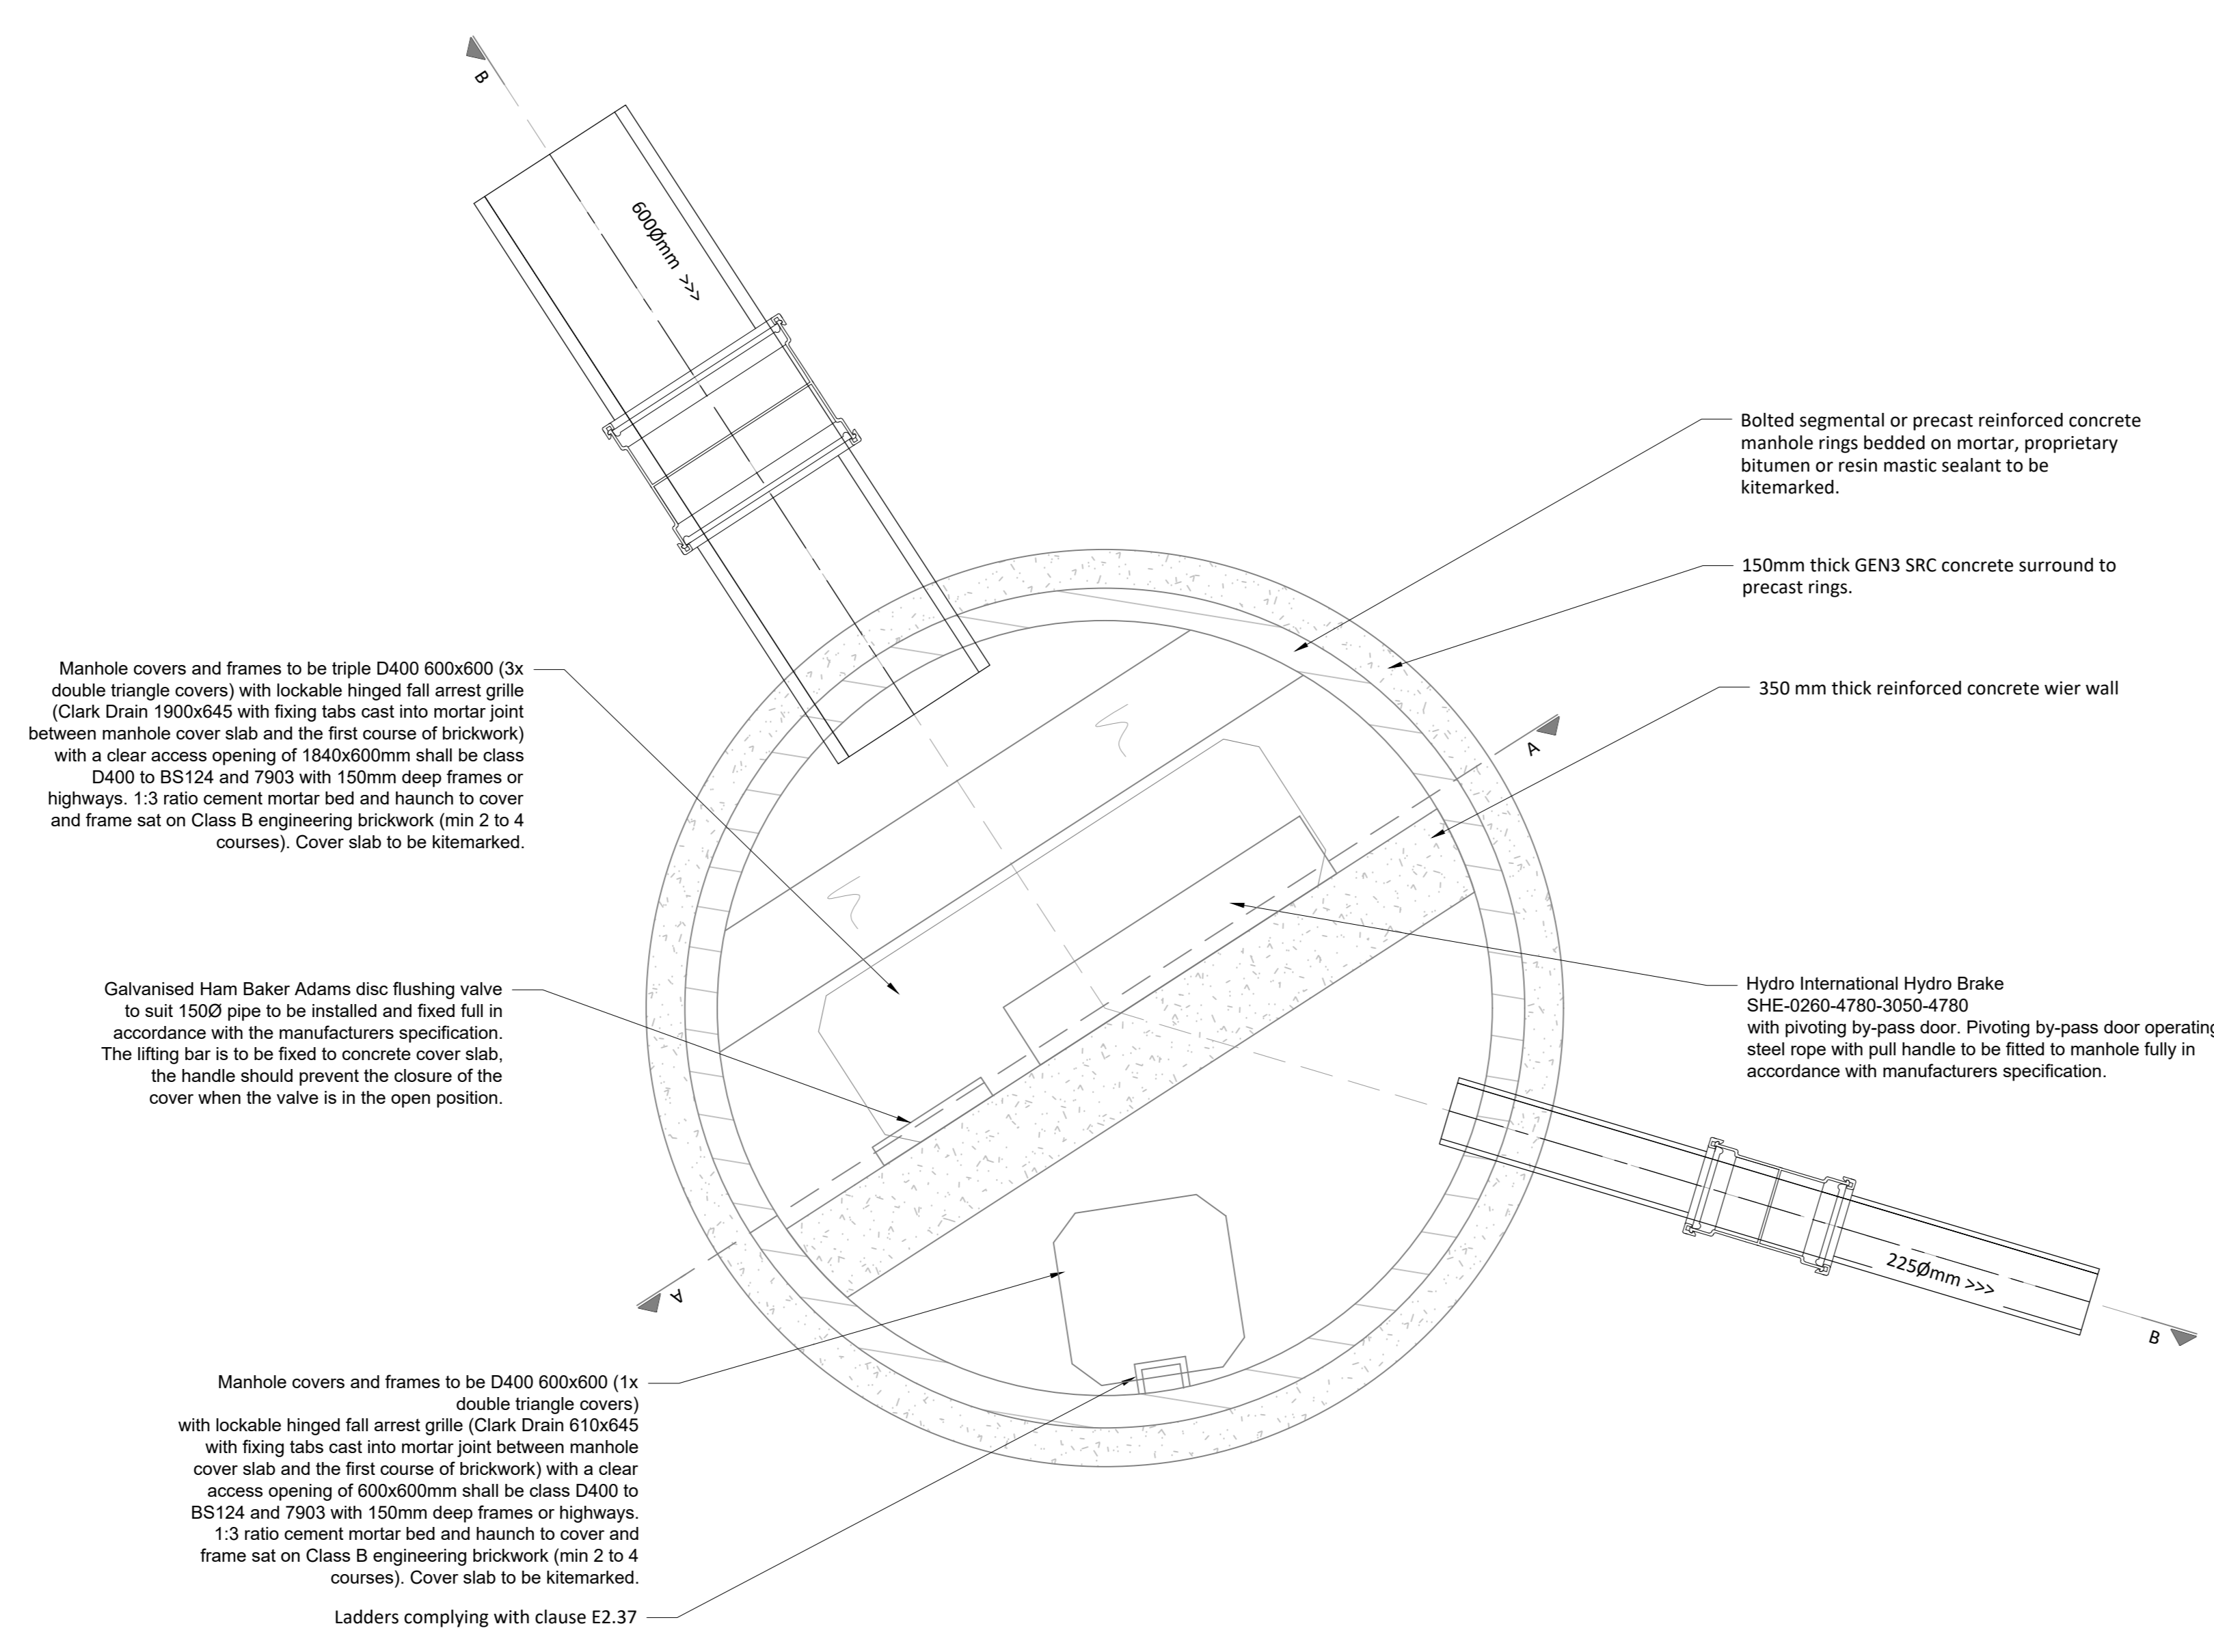 B
600Ømm >>>
Bolted segmental or precast reinforced concrete
manhole rings bedded on mortar, proprietary
bitumen or resin mastic sealant to be
kitemarked.
150mm thick GEN3 SRC concrete surround to
precast rings.
350 mm thick reinforced concrete wier wall
A
Manhole covers and frames to be triple D400 600x600 (3x
double triangle covers) with lockable hinged fall arrest grille
(Clark Drain 1900x645 with fixing tabs cast into mortar joint
between manhole cover slab and the first course of brickwork)
with a clear access opening of 1840x600mm shall be class
D400 to BS124 and 7903 with 150mm deep frames or
highways. 1:3 ratio cement mortar bed and haunch to cover
and frame sat on Class B engineering brickwork (min 2 to 4
courses). Cover slab to be kitemarked.
Galvanised Ham Baker Adams disc flushing valve
to suit 150Ø pipe to be installed and fixed full in
accordance with the manufacturers specification.
The lifting bar is to be fixed to concrete cover slab,
the handle should prevent the closure of the
cover when the valve is in the open position.
Hydro International Hydro Brake
SHE-0260-4780-3050-4780
with pivoting by-pass door. Pivoting by-pass door operating
steel rope with pull handle to be fitted to manhole fully in
accordance with manufacturers specification.
225Ømm >>>
A
B
Manhole covers and frames to be D400 600x600 (1x
double triangle covers)
with lockable hinged fall arrest grille (Clark Drain 610x645
with fixing tabs cast into mortar joint between manhole
cover slab and the first course of brickwork) with a clear
access opening of 600x600mm shall be class D400 to
BS124 and 7903 with 150mm deep frames or highways.
1:3 ratio cement mortar bed and haunch to cover and
frame sat on Class B engineering brickwork (min 2 to 4
courses). Cover slab to be kitemarked.
Ladders complying with clause E2.37